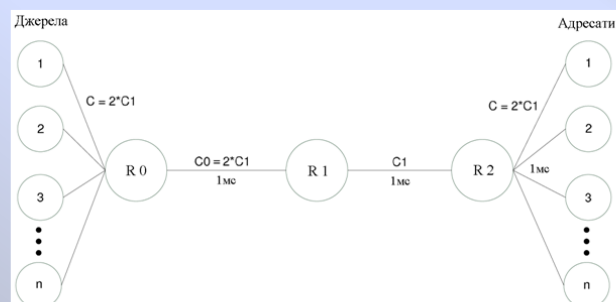 Джерела
Адресати
1
1
C = 2*C1
C = 2*C1
2
2
C0 = 2*C1
C1
R 0
R 1
R 2
1мс
1мс
1мс
3
3
n
n